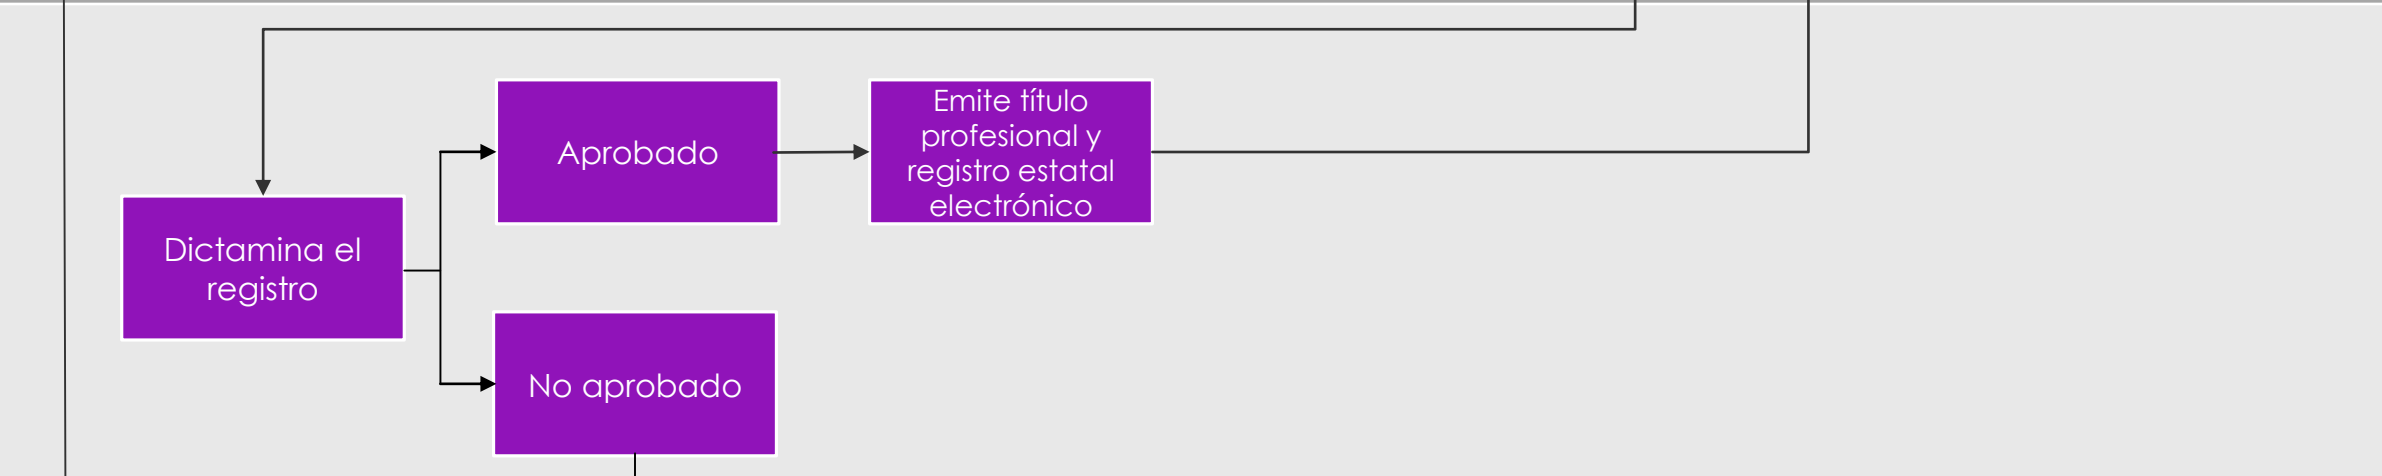 Dictamina el
registro
Aprobado
Emite título
profesional y
registro estatal
electrónico
No aprobado